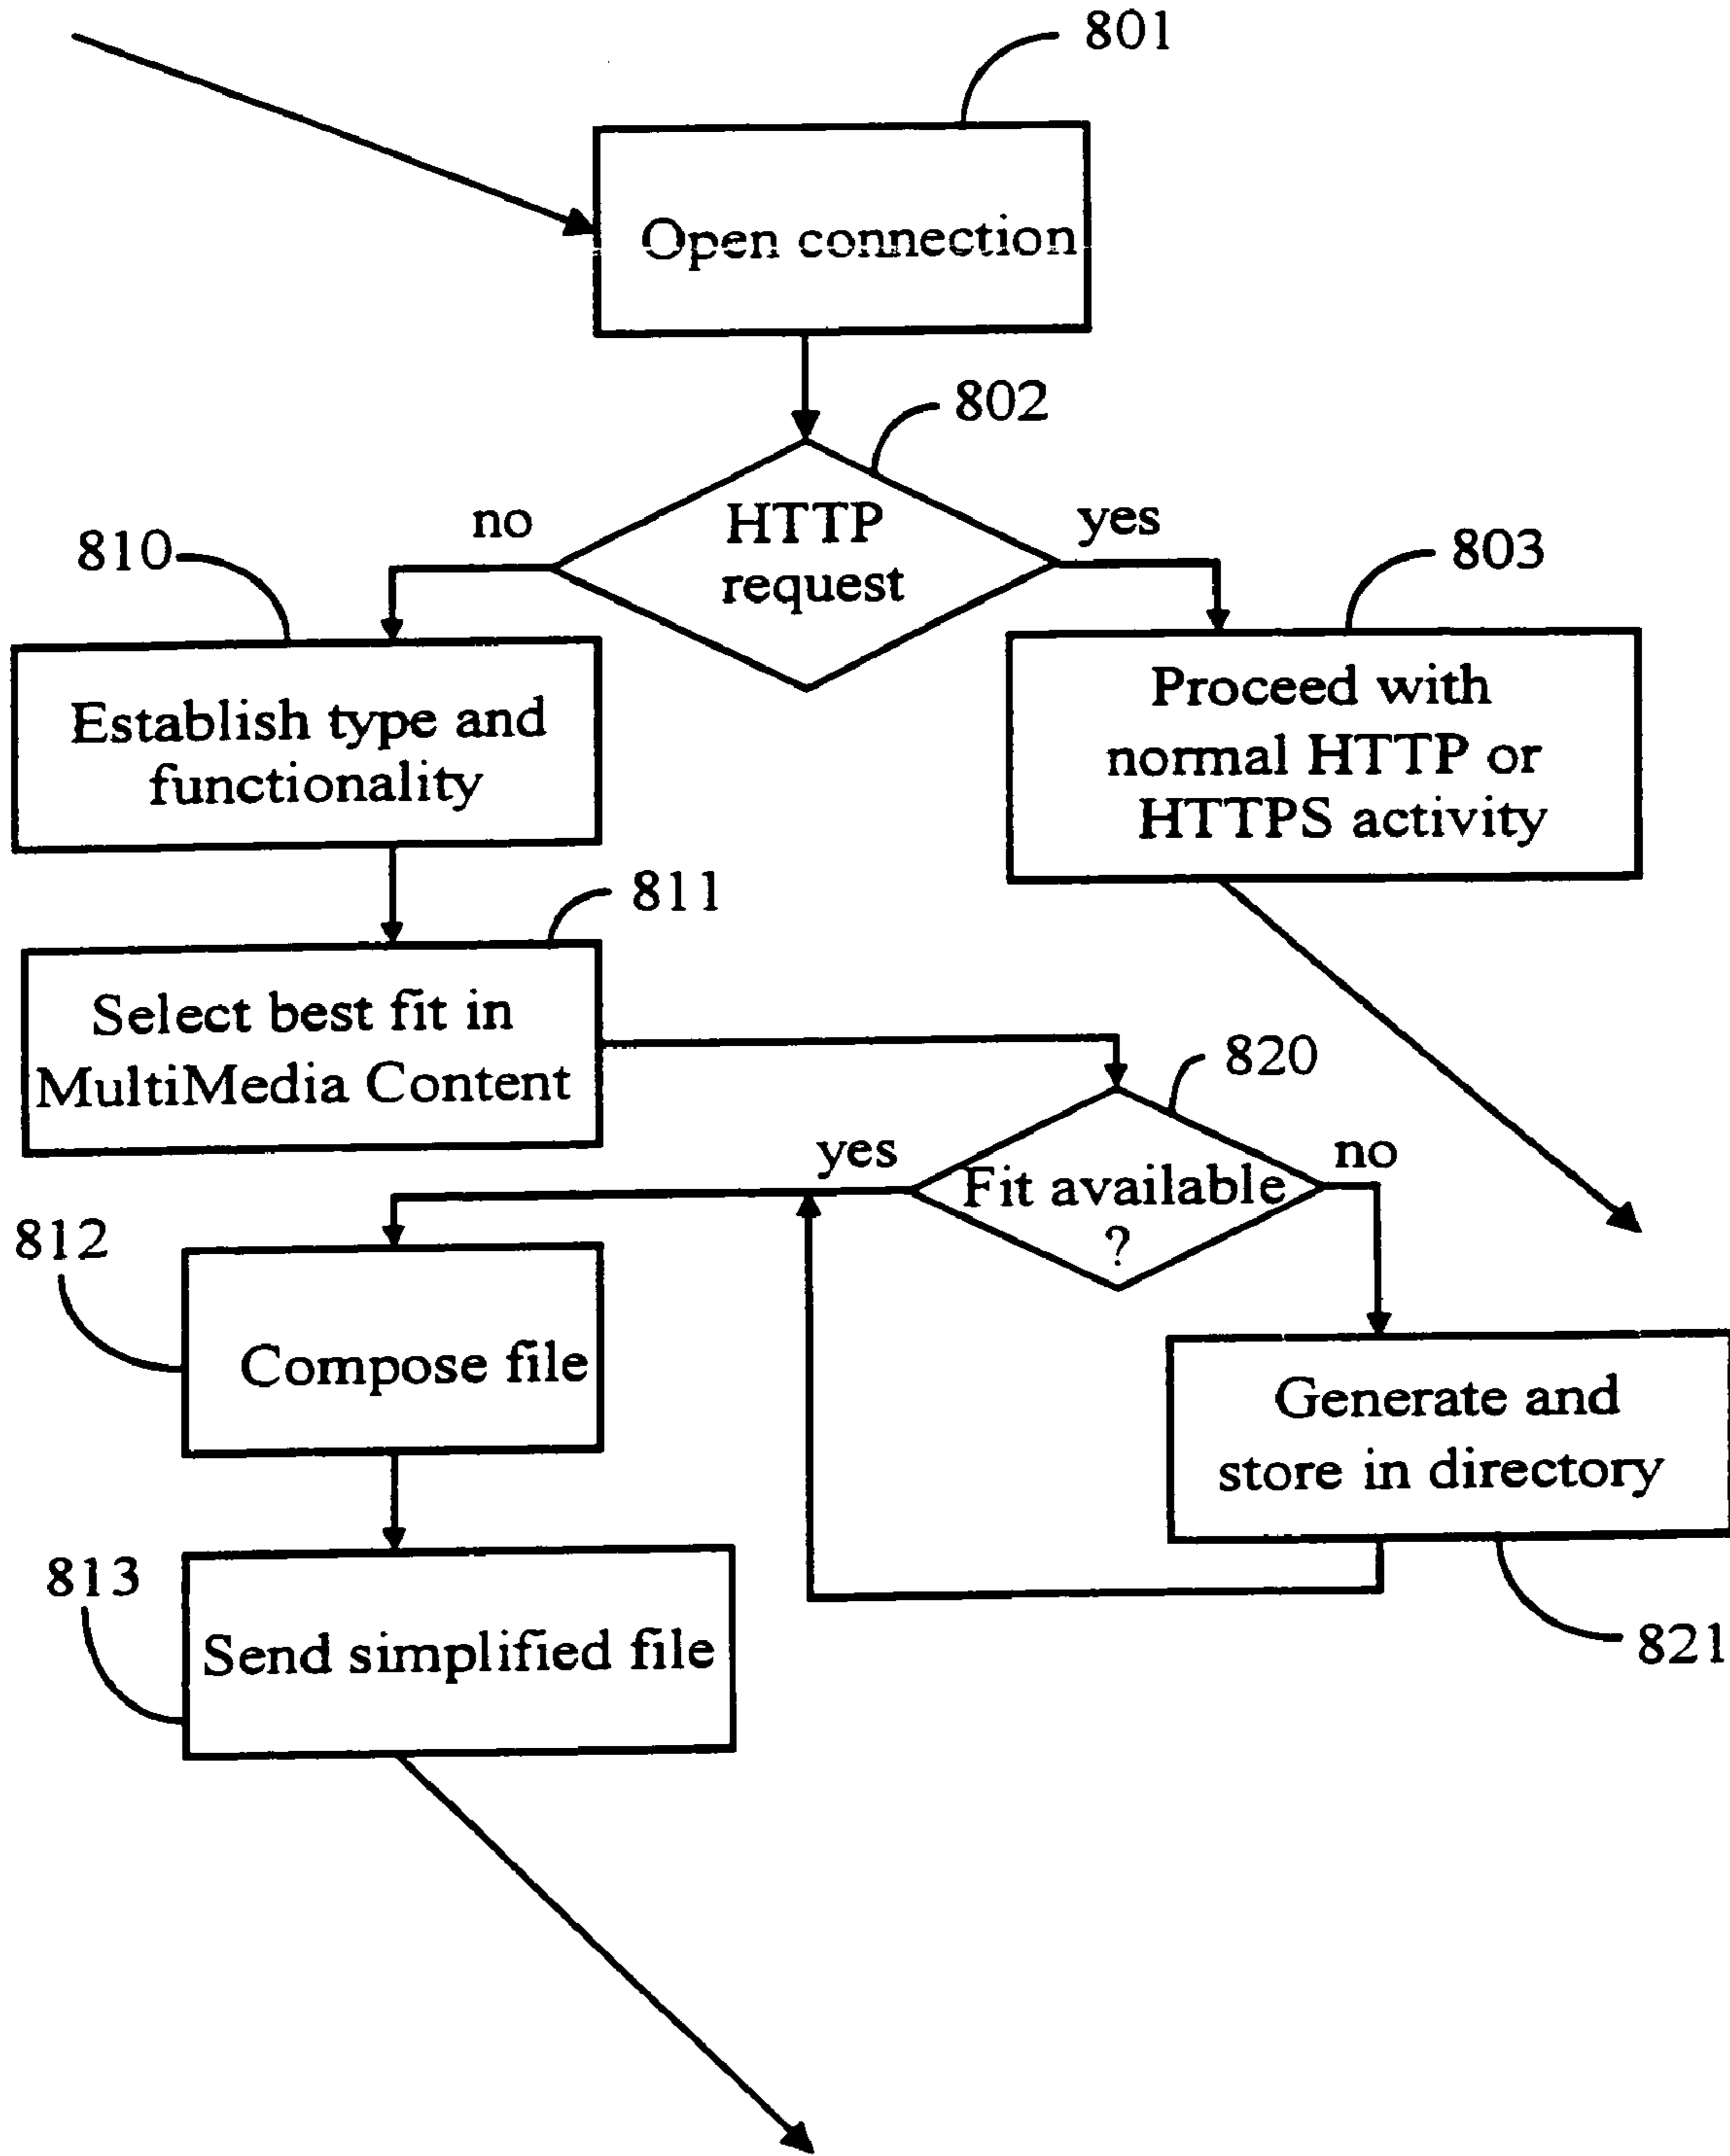 801
Open connection
802
no
HTTP
request
yes
810
803
Establish type and
functionality
Proceed with
normal HTTP or
HTTPS activity
811
Select best fit in
MultiMedia Content
820
yes
Fit available
?
no
812
Compose file
Generate and
store in directory
813
Send simplified file
821